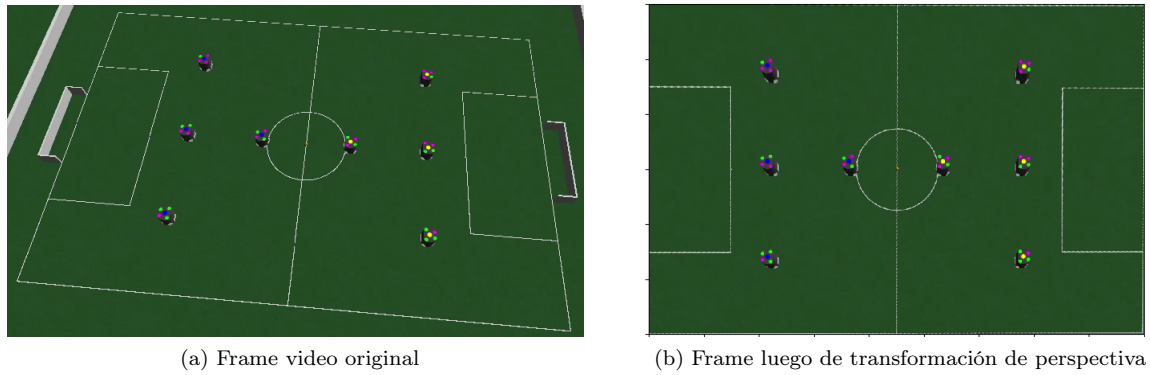 (a) Frame video original
(b) Frame luego de transformación de perspectiva